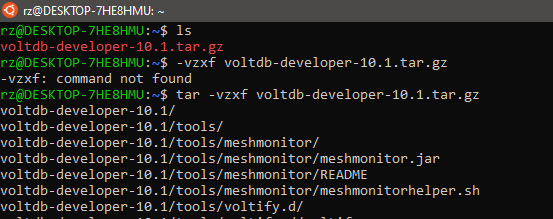 rz@DESKTOP-7HE8HMU: ~
rz@DESKTOP-7HE8HMU:~$ ls
voltdb-developer-10.1.tar.gz
rz@DESKTOP-7HE8HMU:~$ -vzxf voltdb-developer-10.1.tar.gz
-vzxf: command not found
rz@DESKTOP-7HE8HMU:~$ tar -vzxf voltdb-developer-10.1.tar.gz
voltdb-developer-10.1/
voltdb-developer-10.1/tools/
voltdb-developer-10.1/tools/meshmonitor/
voltdb-developer-10.1/tools/meshmonitor/meshmonitor.jar
voltdb-developer-10.1/tools/meshmonitor/README
voltdb-developer-10.1/tools/meshmonitor/meshmonitorhelper.sh
voltdb-developer-10.1/tools/voltify.d/